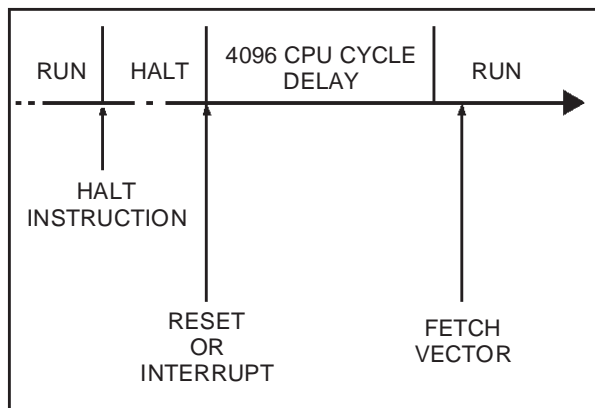 RUN
HALT
4096 CPU CYCLE
DELAY
RUN
HALT
INSTRUCTION
RESET
OR
INTERRUPT
FETCH
VECTOR